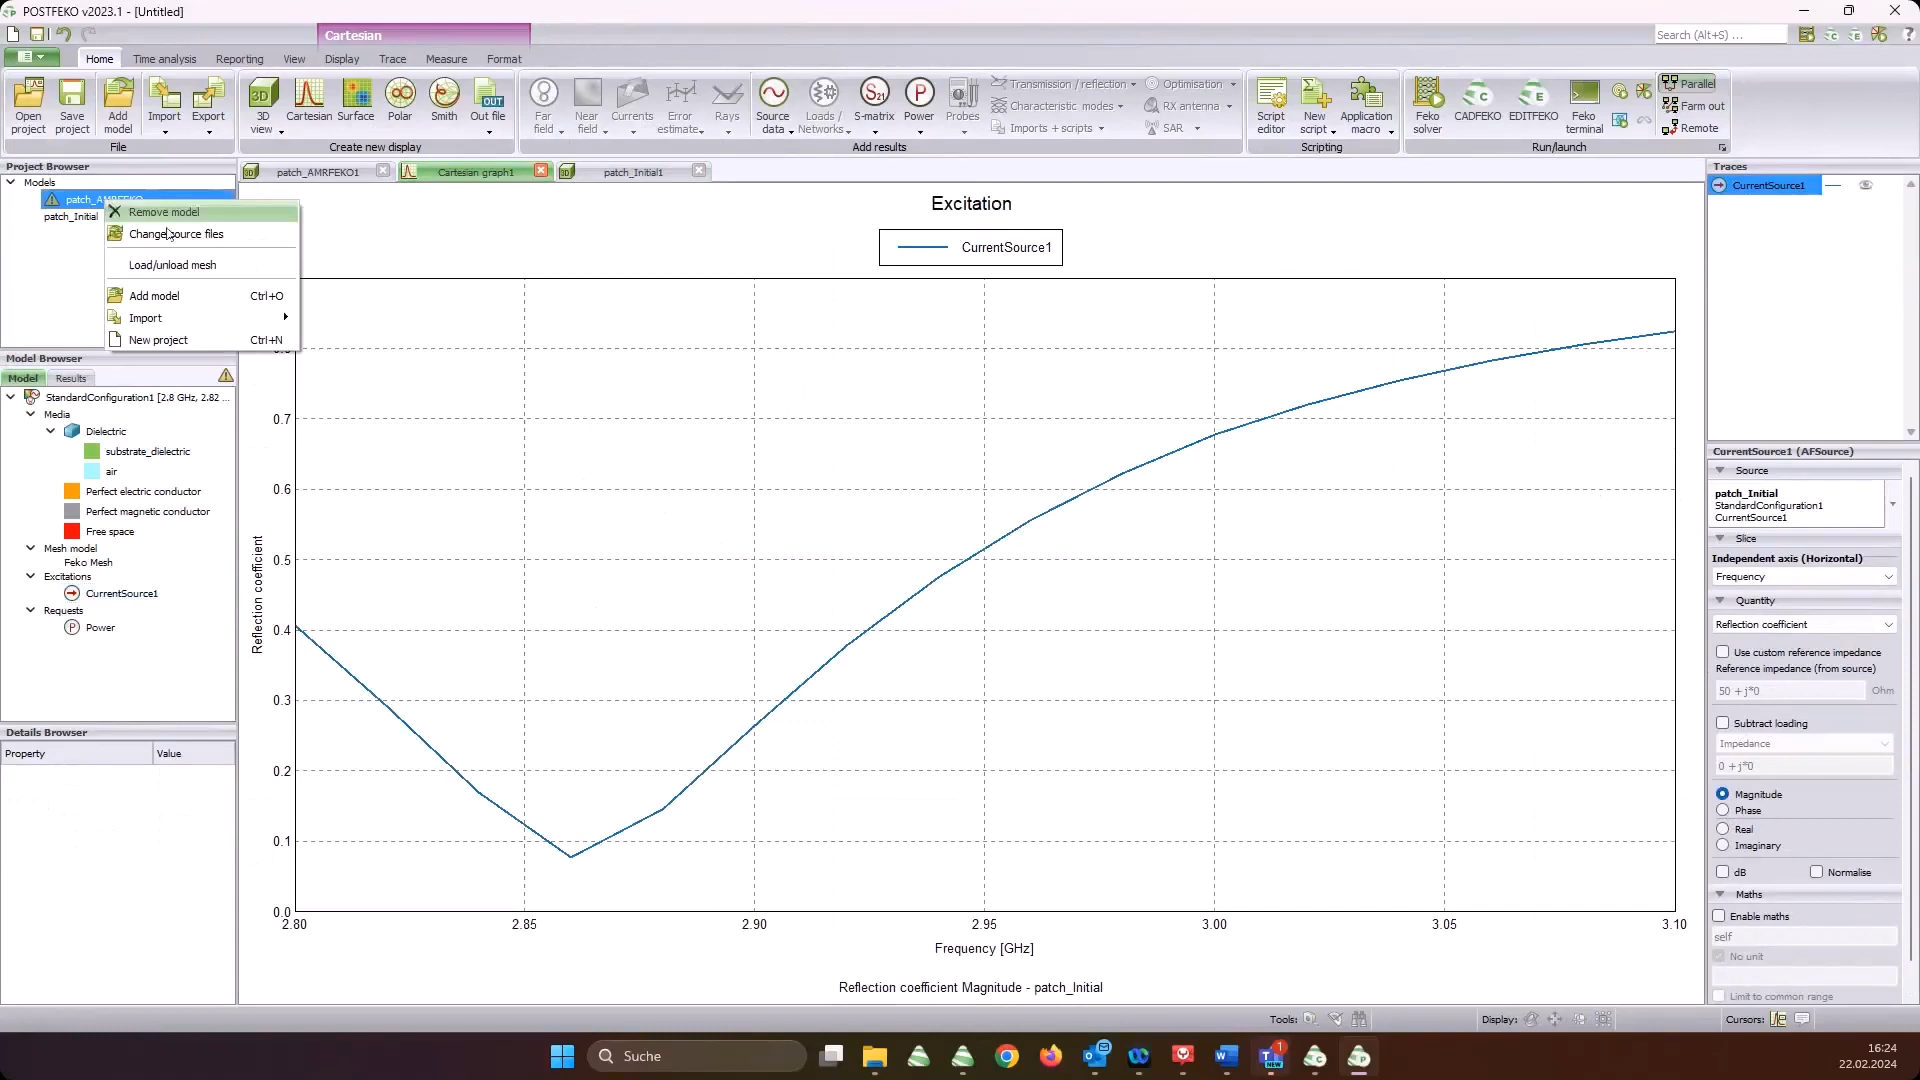 POSTFEKO v2023.1 - [Untitled]
Cartesian
Search (Alt+S) ...
Home Time analysis Reporting View Display Trace Measure Format
Open project
Save project
Add model
Import
Export
3D view
Cartesian
Surface
Polar
Smith
OUT
Out file
Far field
Near field
Currents
Error estimate
Rays
Source data
Loads / Networks
S21
S-matrix
Power
Probes
Transmission / reflection
Characteristic modes
Imports + scripts
Optimisation
RX antenna
SAR
Script editor
New script
Application macro
Feko solver
CADFEKO
EDITFEKO
Feko terminal
Parallel
Farm out
Remote
File
Create new display
Add results
Scripting
Run/launch
Project Browser
Models
patch_AMRFEKO
patch_Initial
Remove model
Change source files
Load/unload mesh
Add model Ctrl+O
Import
New project Ctrl+N
Model Browser
Model Results
StandardConfiguration1 [2.8 GHz, 2.82 ...
Media
Dielectric
substrate_dielectric
air
Perfect electric conductor
Perfect magnetic conductor
Free space
Mesh model
Feko Mesh
Excitations
CurrentSource1
Requests
Power
Details Browser
Property Value
patch_AMRFEKO1
Cartesian graph1
patch_Initial1
Excitation
CurrentSource1
Reflection coefficient
0.7
0.6
0.5
0.4
0.3
0.2
0.1
0.0
2.80 2.85 2.90 2.95 3.00 3.05 3.10
Frequency [GHz]
Reflection coefficient Magnitude - patch_Initial
Traces
CurrentSource1
CurrentSource1 (AFSource)
Source
patch_Initial
StandardConfiguration1
CurrentSource1
Slice
Independent axis (Horizontal)
Frequency
Quantity
Reflection coefficient
Use custom reference impedance
Reference impedance (from source)
50 + j*0 Ohm
Subtract loading
Impedance
0 + j*0
Magnitude
Phase
Real
Imaginary
dB Normalise
Maths
Enable maths
self
No unit
Limit to common range
Tools:
Display:
Cursors:
Suche
NEW
1
16:24
22.02.2024